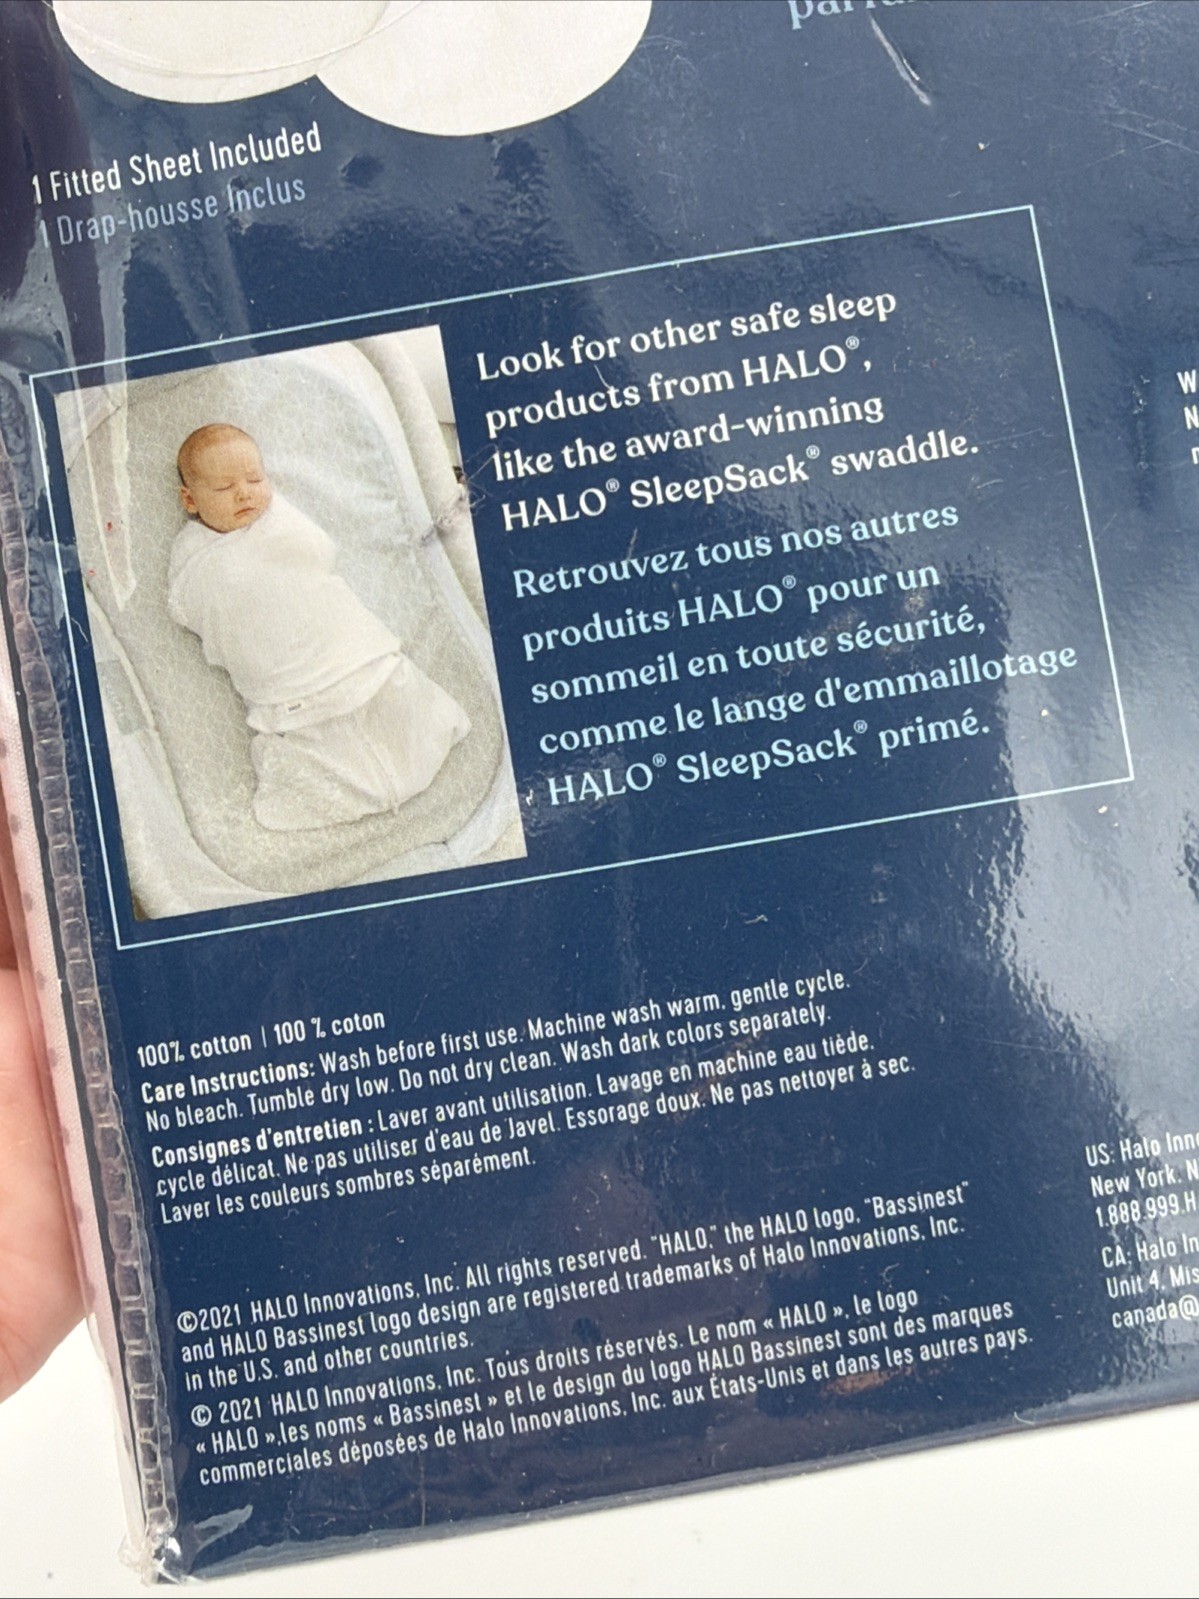 1 Fitted Sheet Included
1 Drap-housse Inclus
Look for other safe sleep
products from HALO®,
like the award-winning
HALO® SleepSack® swaddle.
Retrouvez tous nos autres
produits HALO® pour un
sommeil en toute sécurité,
comme le lange d'emmaillotage
HALO® SleepSack® primé.
100% cotton | 100 % coton
Care Instructions: Wash before first use. Machine wash warm, gentle cycle.
No bleach. Tumble dry low. Do not dry clean. Wash dark colors separately.
Consignes d'entretien : Laver avant utilisation. Lavage en machine eau tiède,
cycle délicat. Ne pas utiliser d'eau de Javel. Essorage doux. Ne pas nettoyer à sec.
Laver les couleurs sombres séparément.
©2021 HALO Innovations, Inc. All rights reserved. "HALO," the HALO logo, "Bassinest"
and HALO Bassinest logo design are registered trademarks of Halo Innovations, Inc.
in the U.S. and other countries.
© 2021 HALO Innovations, Inc. Tous droits réservés. Le nom « HALO », le logo
« HALO »,les noms « Bassinest » et le design du logo HALO Bassinest sont des marques
commerciales déposées de Halo Innovations, Inc. aux États-Unis et dans les autres pays.
US: Halo
New York, N
1.888.999.H
CA: Halo In
Unit 4, Mis
canada@